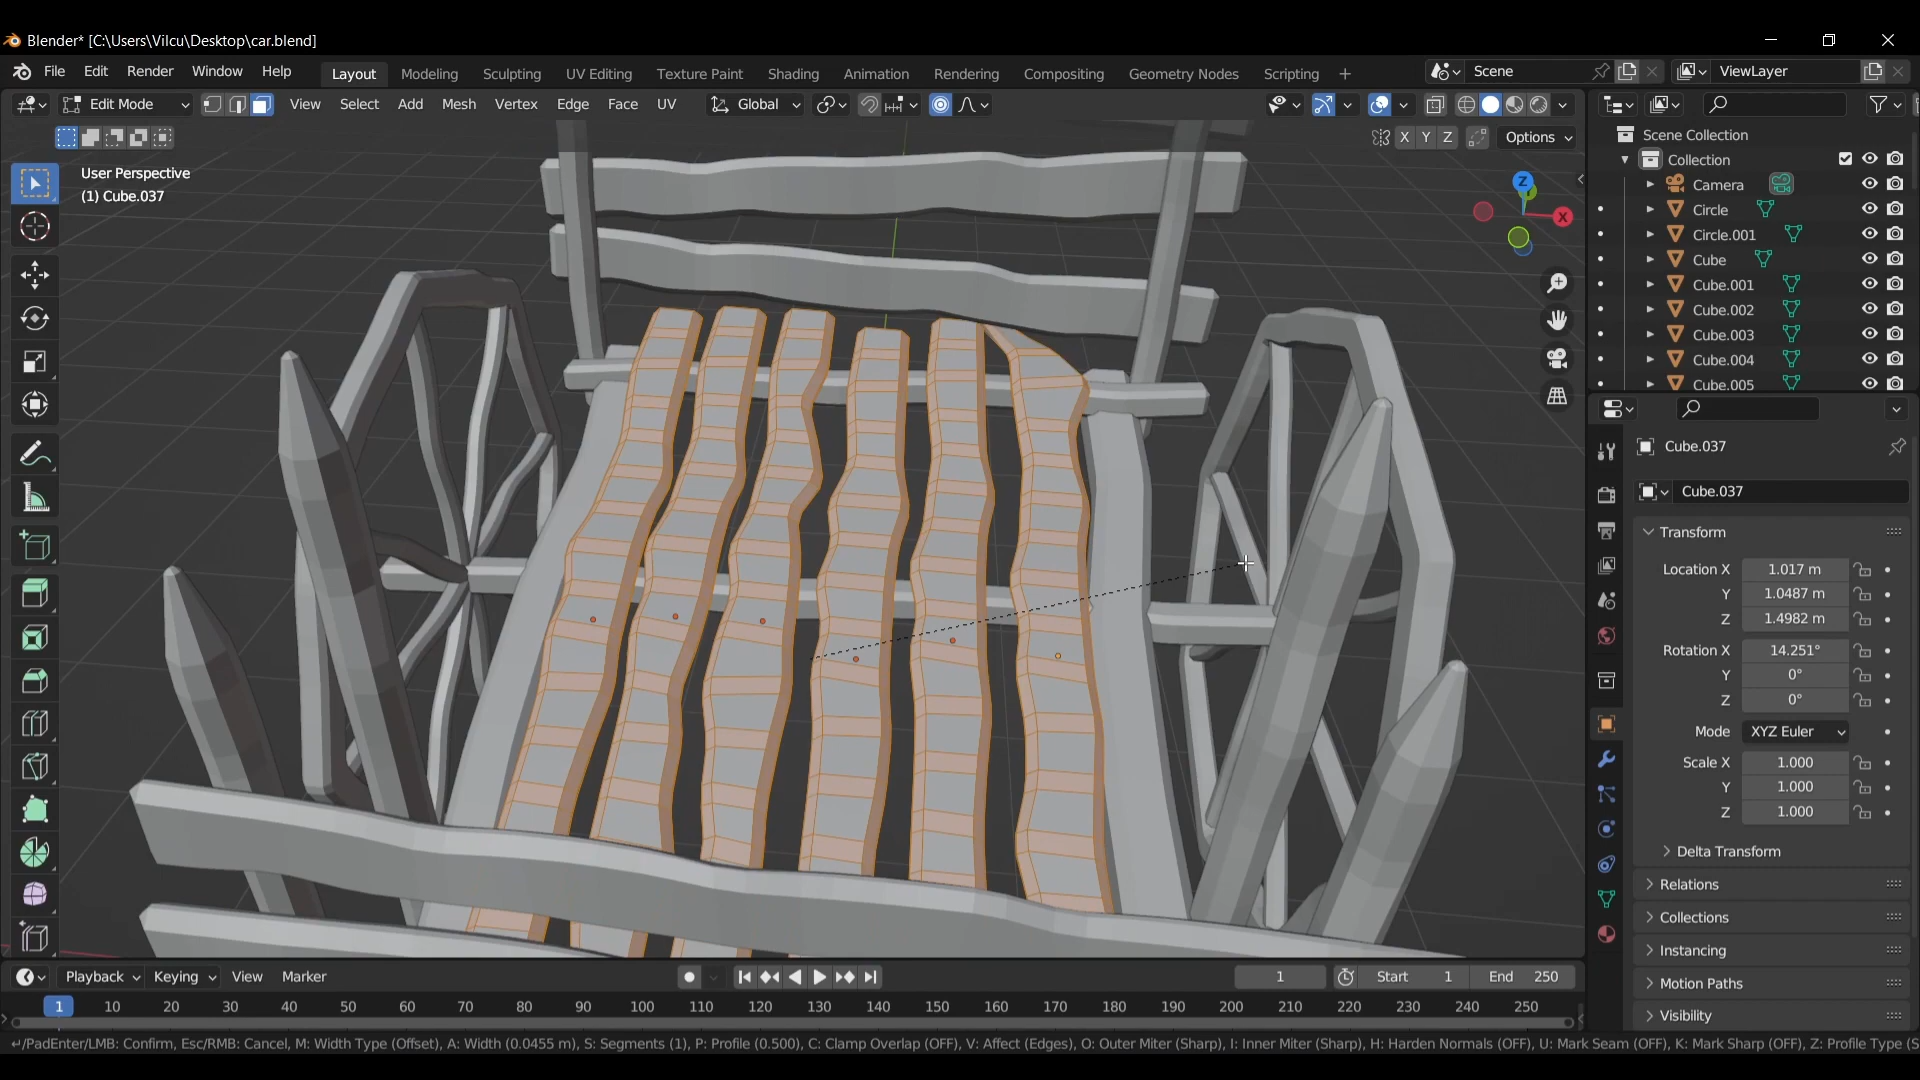 Blender* [C:\Users\Vilcu\Desktop\car.blend]
File Edit Render Window Help Layout Modeling Sculpting UV Editing Texture Paint Shading Animation Rendering Compositing Geometry Nodes Scripting + Scene ViewLayer
Edit Mode View Select Add Mesh Vertex Edge Face UV Global
X Y Z Options
User Perspective
(1) Cube.037
Z
X
Scene Collection
Collection
Camera
Circle
Circle.001
Cube
Cube.001
Cube.002
Cube.003
Cube.004
Cube.005
Cube.037
Cube.037
Transform
Location X 1.017 m
Y 1.0487 m
Z 1.4982 m
Rotation X 14.251°
Y 0°
Z 0°
Mode XYZ Euler
Scale X 1.000
Y 1.000
Z 1.000
Delta Transform
Relations
Collections
Instancing
Motion Paths
Visibility
Playback Keying View Marker 1 Start 1 End 250
1 10 20 30 40 50 60 70 80 90 100 110 120 130 140 150 160 170 180 190 200 210 220 230 240 250
↵/PadEnter/LMB: Confirm, Esc/RMB: Cancel, M: Width Type (Offset), A: Width (0.0455 m), S: Segments (1), P: Profile (0.500), C: Clamp Overlap (OFF), V: Affect (Edges), O: Outer Miter (Sharp), I: Inner Miter (Sharp), H: Harden Normals (OFF), U: Mark Seam (OFF), K: Mark Sharp (OFF), Z: Profile Type (S